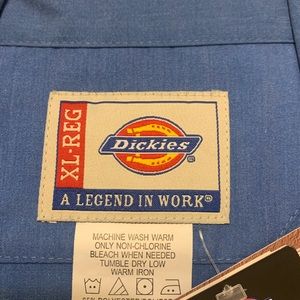 XL-REG
Dickies®
A LEGEND IN WORK®
MACHINE WASH WARM
ONLY NON-CHLORINE
BLEACH WHEN NEEDED
TUMBLE DRY LOW
WARM IRON